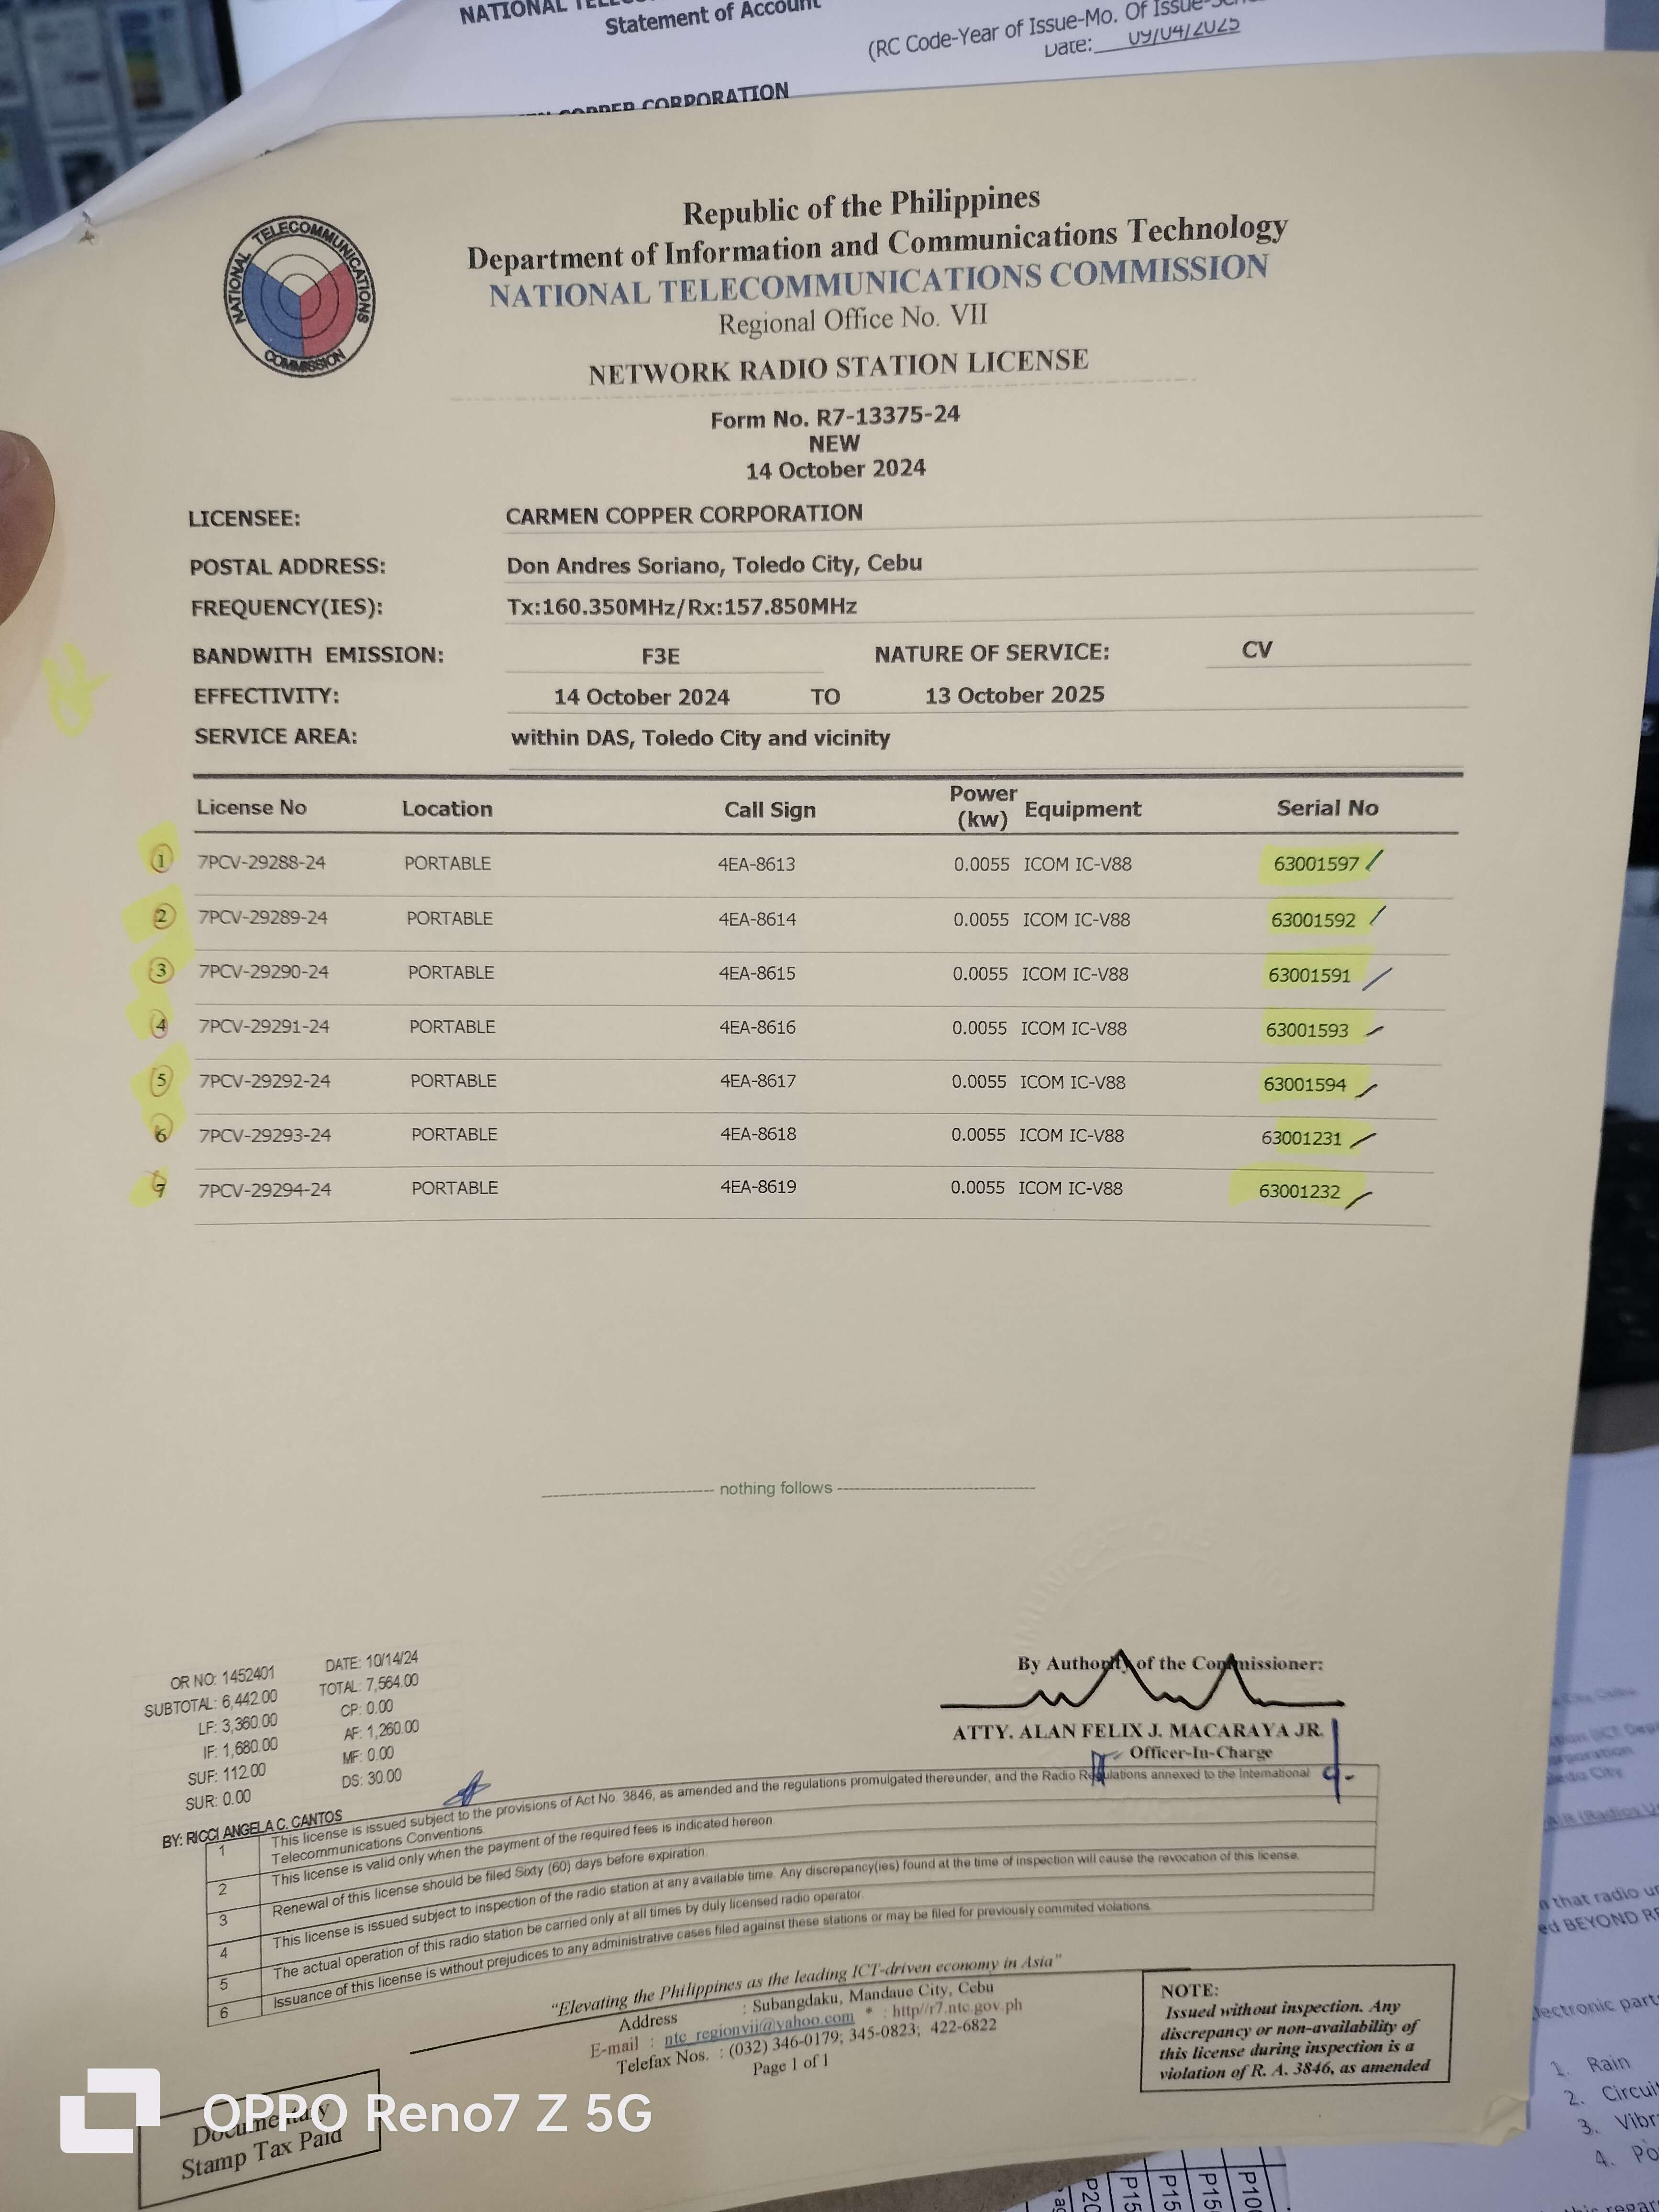 Statement of Account
(RC Code-Year of Issue-Mo. Of Issue-
Date: 09/04/2025
COPPER CORPORATION
NATIONAL TELECOMMUNICATIONS COMMISSION
Republic of the Philippines
Department of Information and Communications Technology
NATIONAL TELECOMMUNICATIONS COMMISSION
Regional Office No. VII
NETWORK RADIO STATION LICENSE
Form No. R7-13375-24
NEW
14 October 2024
LICENSEE: CARMEN COPPER CORPORATION
POSTAL ADDRESS: Don Andres Soriano, Toledo City, Cebu
FREQUENCY(IES): Tx:160.350MHz/Rx:157.850MHz
BANDWITH EMISSION: F3E NATURE OF SERVICE: CV
EFFECTIVITY: 14 October 2024 TO 13 October 2025
SERVICE AREA: within DAS, Toledo City and vicinity
License No Location Call Sign Power (kw) Equipment Serial No
1 7PCV-29288-24 PORTABLE 4EA-8613 0.0055 ICOM IC-V88 63001597
2 7PCV-29289-24 PORTABLE 4EA-8614 0.0055 ICOM IC-V88 63001592
3 7PCV-29290-24 PORTABLE 4EA-8615 0.0055 ICOM IC-V88 63001591
4 7PCV-29291-24 PORTABLE 4EA-8616 0.0055 ICOM IC-V88 63001593
5 7PCV-29292-24 PORTABLE 4EA-8617 0.0055 ICOM IC-V88 63001594
6 7PCV-29293-24 PORTABLE 4EA-8618 0.0055 ICOM IC-V88 63001231
7 7PCV-29294-24 PORTABLE 4EA-8619 0.0055 ICOM IC-V88 63001232
nothing follows
OR NO: 1452401 DATE: 10/14/24
SUBTOTAL: 6,442.00 TOTAL: 7,564.00
LF: 3,360.00 CP: 0.00
IF: 1,680.00 AF: 1,260.00
SUF: 112.00 MF: 0.00
SUR: 0.00 DS: 30.00
BY: RICCI ANGELA C. CANTOS
By Authority of the Commissioner:
ATTY. ALAN FELIX J. MACARAYA JR.
Officer-In-Charge
1 This license is issued subject to the provisions of Act No. 3846, as amended and the regulations promulgated thereunder, and the Radio Regulations annexed to the International
Telecommunications Conventions.
2 This license is valid only when the payment of the required fees is indicated hereon.
3 Renewal of this license should be filed Sixty (60) days before expiration.
4 This license is issued subject to inspection of the radio station at any available time. Any discrepancy(ies) found at the time of inspection will cause the revocation of this license.
5 The actual operation of this radio station be carried only at all times by duly licensed radio operator.
6 Issuance of this license is without prejudices to any administrative cases filed against these stations or may be filed for previously commited violations.
"Elevating the Philippines as the leading ICT-driven economy in Asia"
Address : Subangdaku, Mandaue City, Cebu
E-mail : ntc_regionvii@yahoo.com * : http//r7.ntc.gov.ph
Telefax Nos. : (032) 346-0179; 345-0823; 422-6822
Page 1 of 1
NOTE:
Issued without inspection. Any
discrepancy or non-availability of
this license during inspection is a
violation of R. A. 3846, as amended
Documentary
Stamp Tax Paid
OPPO Reno7 Z 5G
that radio
BEYOND
1. Rain
2.
3.
4.
P15
P15
P15